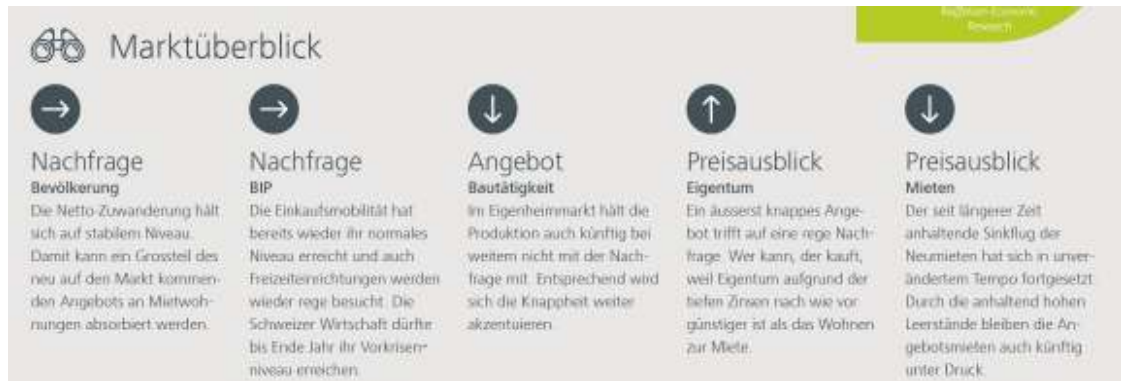 Raiffeisen Economic
Research
Marktüberblick
Nachfrage
Bevölkerung
Die Netto-Zuwanderung hält
sich auf stabilem Niveau.
Damit kann ein Grossteil des
neu auf den Markt kommen-
den Angebots an Mietwoh-
nungen absorbiert werden.
Nachfrage
BIP
Die Einkaufsmobilität hat
bereits wieder ihr normales
Niveau erreicht und auch
Freizeiteinrichtungen werden
wieder rege besucht. Die
Schweizer Wirtschaft dürfte
bis Ende Jahr ihr Vorkrisen-
niveau erreichen.
Angebot
Bautätigkeit
Im Eigenheimmarkt hält die
Produktion auch künftig bei
weitem nicht mit der Nach-
frage mit. Entsprechend wird
sich die Knappheit weiter
akzentuieren.
Preisausblick
Eigentum
Ein äusserst knappes Ange-
bot trifft auf eine rege Nach-
frage. Wer kann, der kauft,
weil Eigentum aufgrund der
tiefen Zinsen nach wie vor
günstiger ist als das Wohnen
zur Miete.
Preisausblick
Mieten
Der seit längerer Zeit
anhaltende Sinkflug der
Neumieten hat sich in unver-
ändertem Tempo fortgesetzt.
Durch die anhaltend hohen
Leerstände bleiben die An-
gebotsmieten auch künftig
unter Druck.